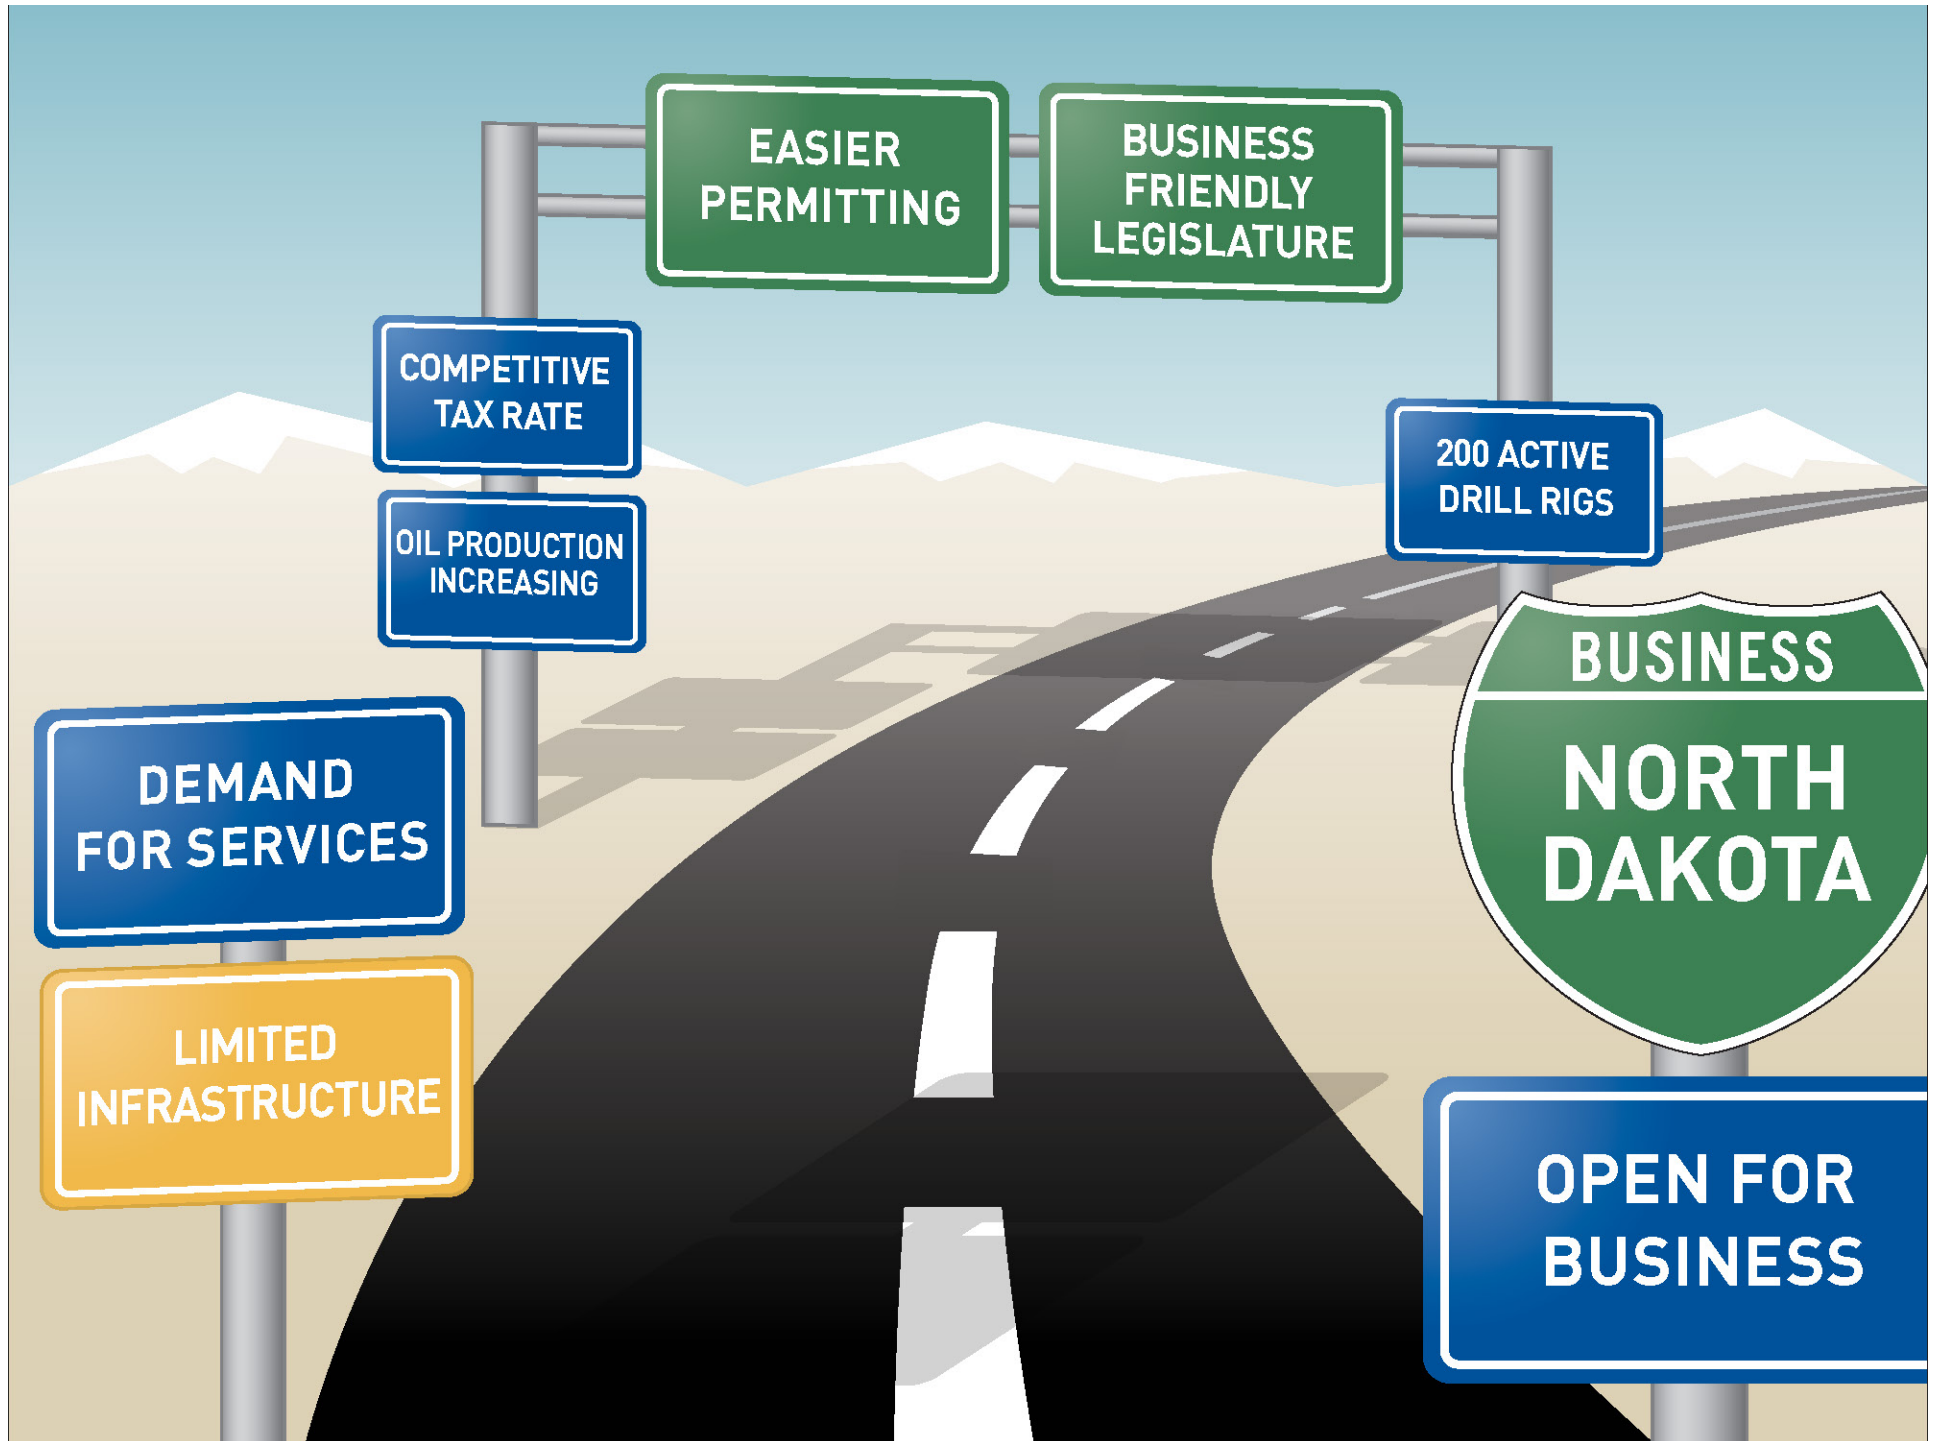 EASIER
PERMITTING
BUSINESS
FRIENDLY
LEGISLATURE
COMPETITIVE
TAX RATE
OIL PRODUCTION
INCREASING
200 ACTIVE
DRILL RIGS
DEMAND
FOR SERVICES
LIMITED
INFRASTRUCTURE
BUSINESS
NORTH
DAKOTA
OPEN FOR
BUSINESS